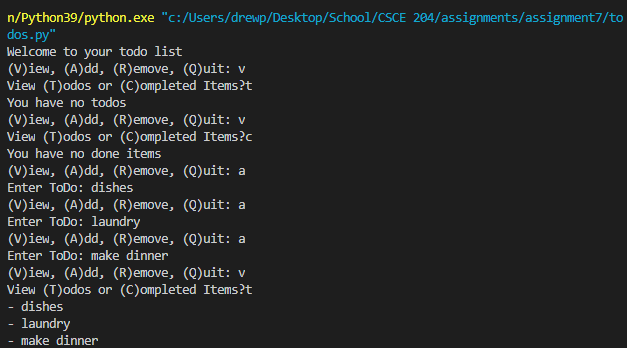 n/Python39/python.exe "c:/Users/drewp/Desktop/School/CSCE 204/assignments/assignment7/to
dos.py"
Welcome to your todo list
(V)iew, (A)dd, (R)emove, (Q)uit: v
View (T)odos or (C)ompleted Items?t
You have no todos
(V)iew, (A)dd, (R)emove, (Q)uit: v
View (T)odos or (C)ompleted Items?c
You have no done items
(V)iew, (A)dd, (R)emove, (Q)uit: a
Enter ToDo: dishes
(V)iew, (A)dd, (R)emove, (Q)uit: a
Enter ToDo: laundry
(V)iew, (A)dd, (R)emove, (Q)uit: a
Enter ToDo: make dinner
(V)iew, (A)dd, (R)emove, (Q)uit: v
View (T)odos or (C)ompleted Items?t
- dishes
- laundry
- make dinner